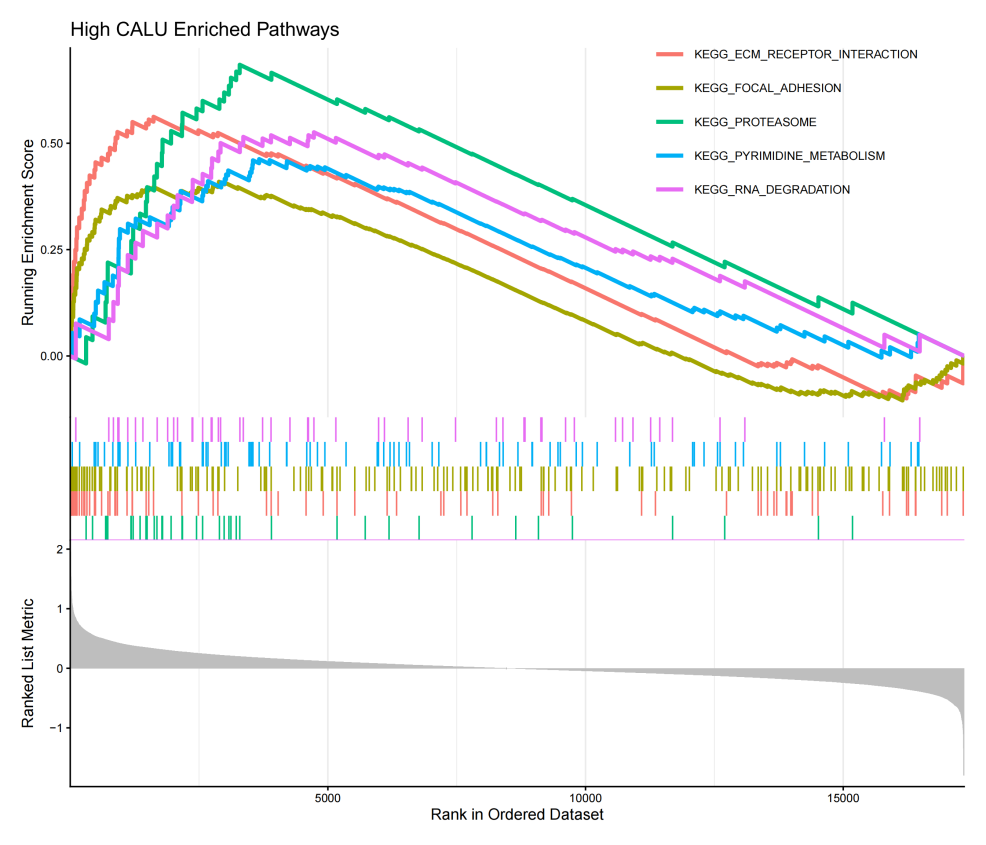 High CALU Enriched Pathways
KEGG_ECM_RECEPTOR_INTERACTION
KEGG_FOCAL_ADHESION
KEGG_PROTEASOME
KEGG_PYRIMIDINE_METABOLISM
KEGG_RNA_DEGRADATION
Running Enrichment Score
0.50
0.25
0.00
Ranked List Metric
2
1
0
−1
5000
10000
15000
Rank in Ordered Dataset